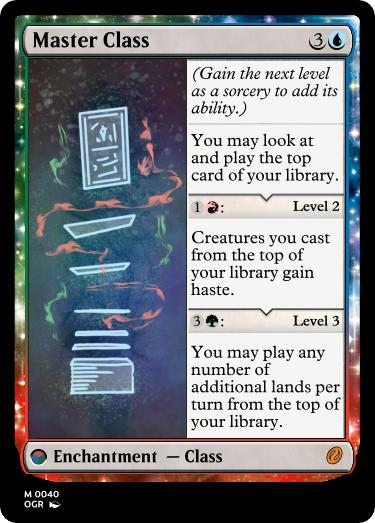 Master Class 3
(Gain the next level
as a sorcery to add its
ability.)
You may look at
and play the top
card of your library.
1 : Level 2
Creatures you cast
from the top of
your library gain
haste.
3 : Level 3
You may play any
number of
additional lands per
turn from the top of
your library.
Enchantment — Class
M 0040
OGR